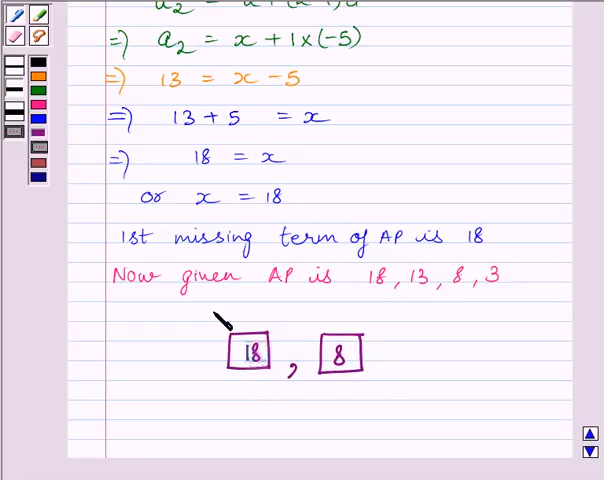 ⇒) a₂ = x + 1 x (-5)
⇒) 13 = x - 5
⇒) 13 + 5 = x
⇒) 18 = x
or x = 18
1st missing term of AP is 18
Now given AP is 18, 13, 8, 3
18 , 8